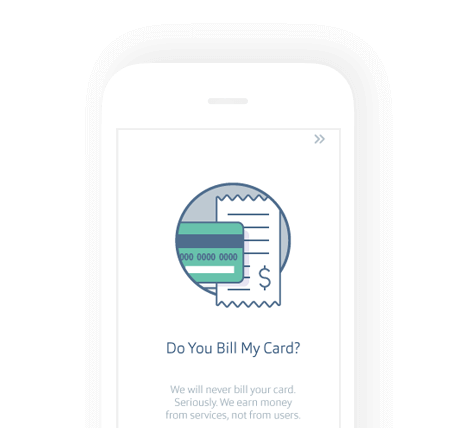 000 0000 0000
$
Do You Bill My Card?
We will never bill your card.
Seriously. We earn money
from services, not from users.